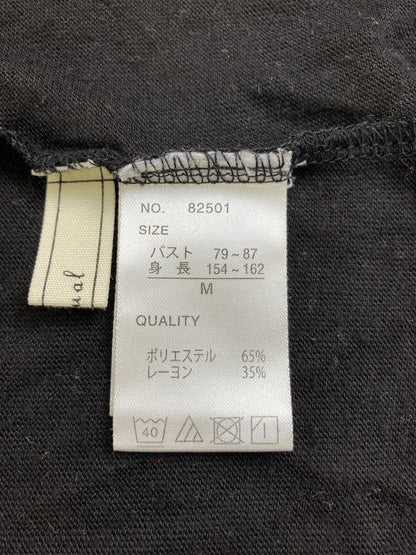 NO. 82501
SIZE
バスト 79~87
身長 154~162
M
QUALITY
ポリエステル 65%
レーヨン 35%
40
ual